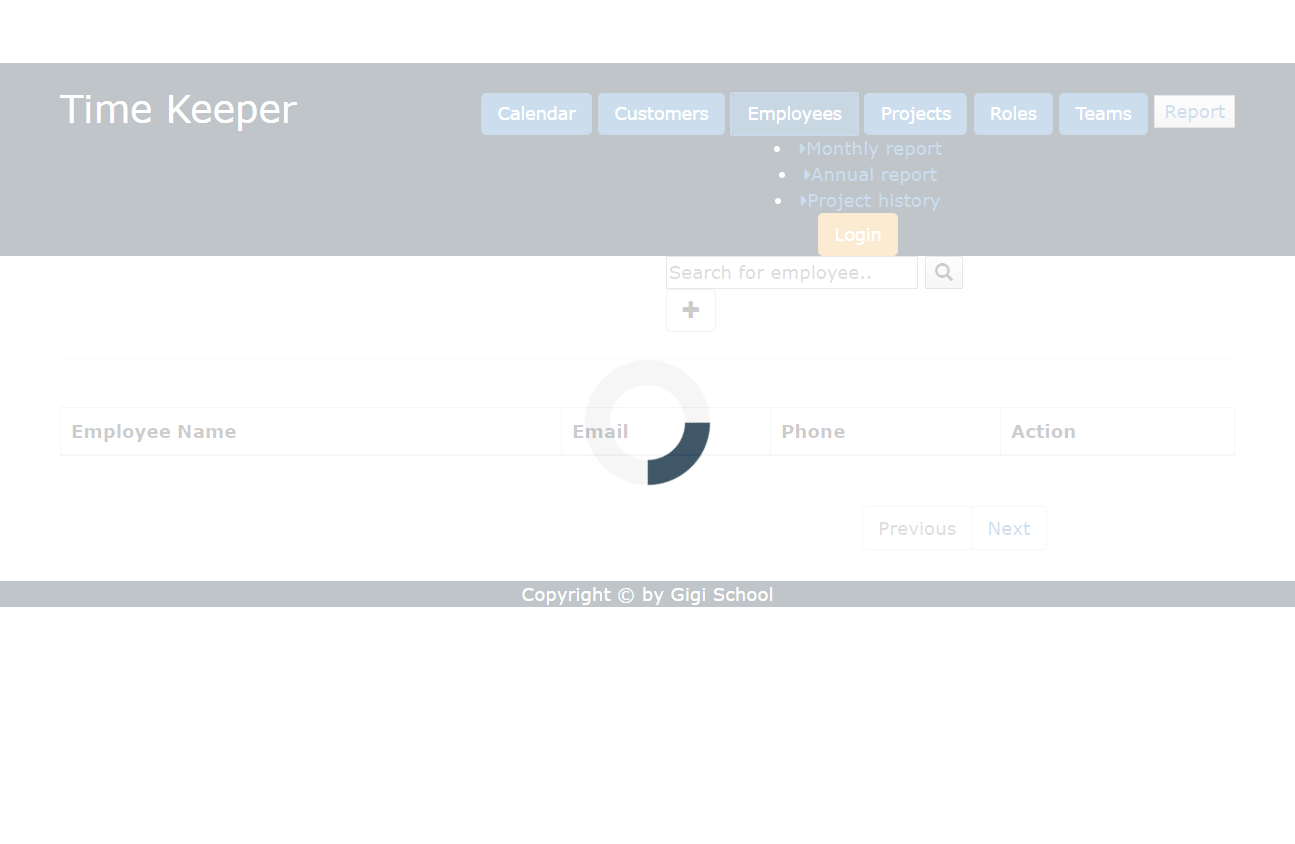 Time Keeper
Calendar Customers Employees Projects Roles Teams Report
Monthly report
Annual report
Project history
Login
Search for employee..
Employee Name Email Phone Action
Previous Next
Copyright © by Gigi School